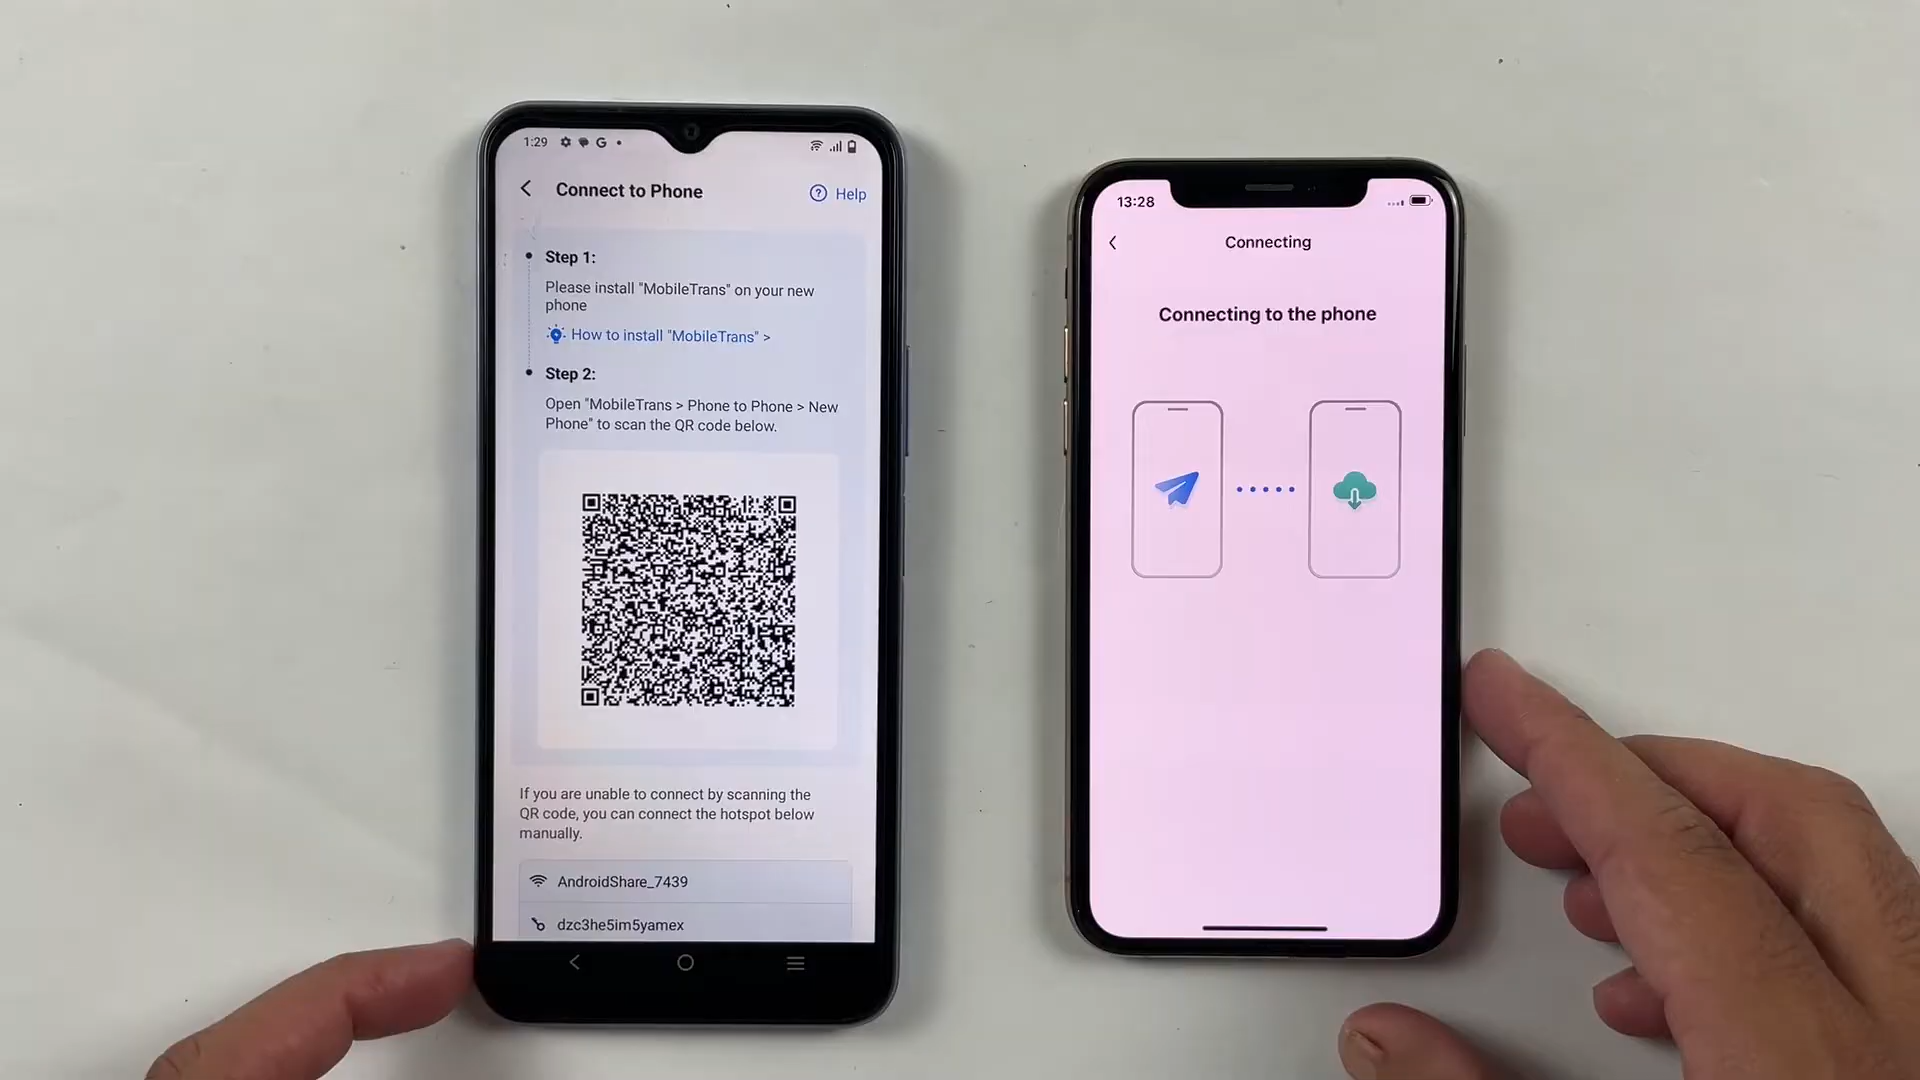 1:29
Connect to Phone
Help
Step 1:
Please install "MobileTrans" on your new
phone
How to install "MobileTrans" >
Step 2:
Open "MobileTrans > Phone to Phone > New
Phone" to scan the QR code below.
If you are unable to connect by scanning the
QR code, you can connect the hotspot below
manually.
AndroidShare_7439
dzc3he5im5yamex
13:28
Connecting
Connecting to the phone